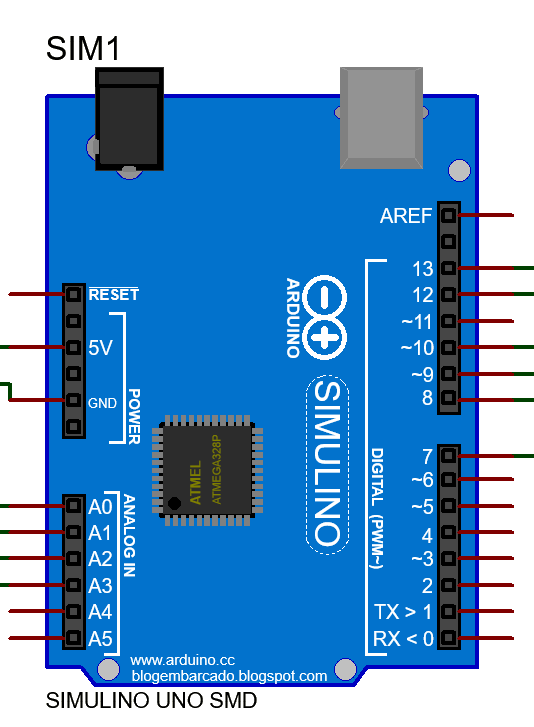 SIM1
AREF
13
12
~11
~10
~9
8
RESET
5V
GND
POWER
ARDUINO
SIMULINO
ATMEL
ATMEGA328P
7
~6
~5
4
~3
2
TX > 1
RX < 0
DIGITAL (PWM~)
A0
A1
A2
A3
A4
A5
ANALOG IN
www.arduino.cc
blogembarcado.blogspot.com
SIMULINO UNO SMD